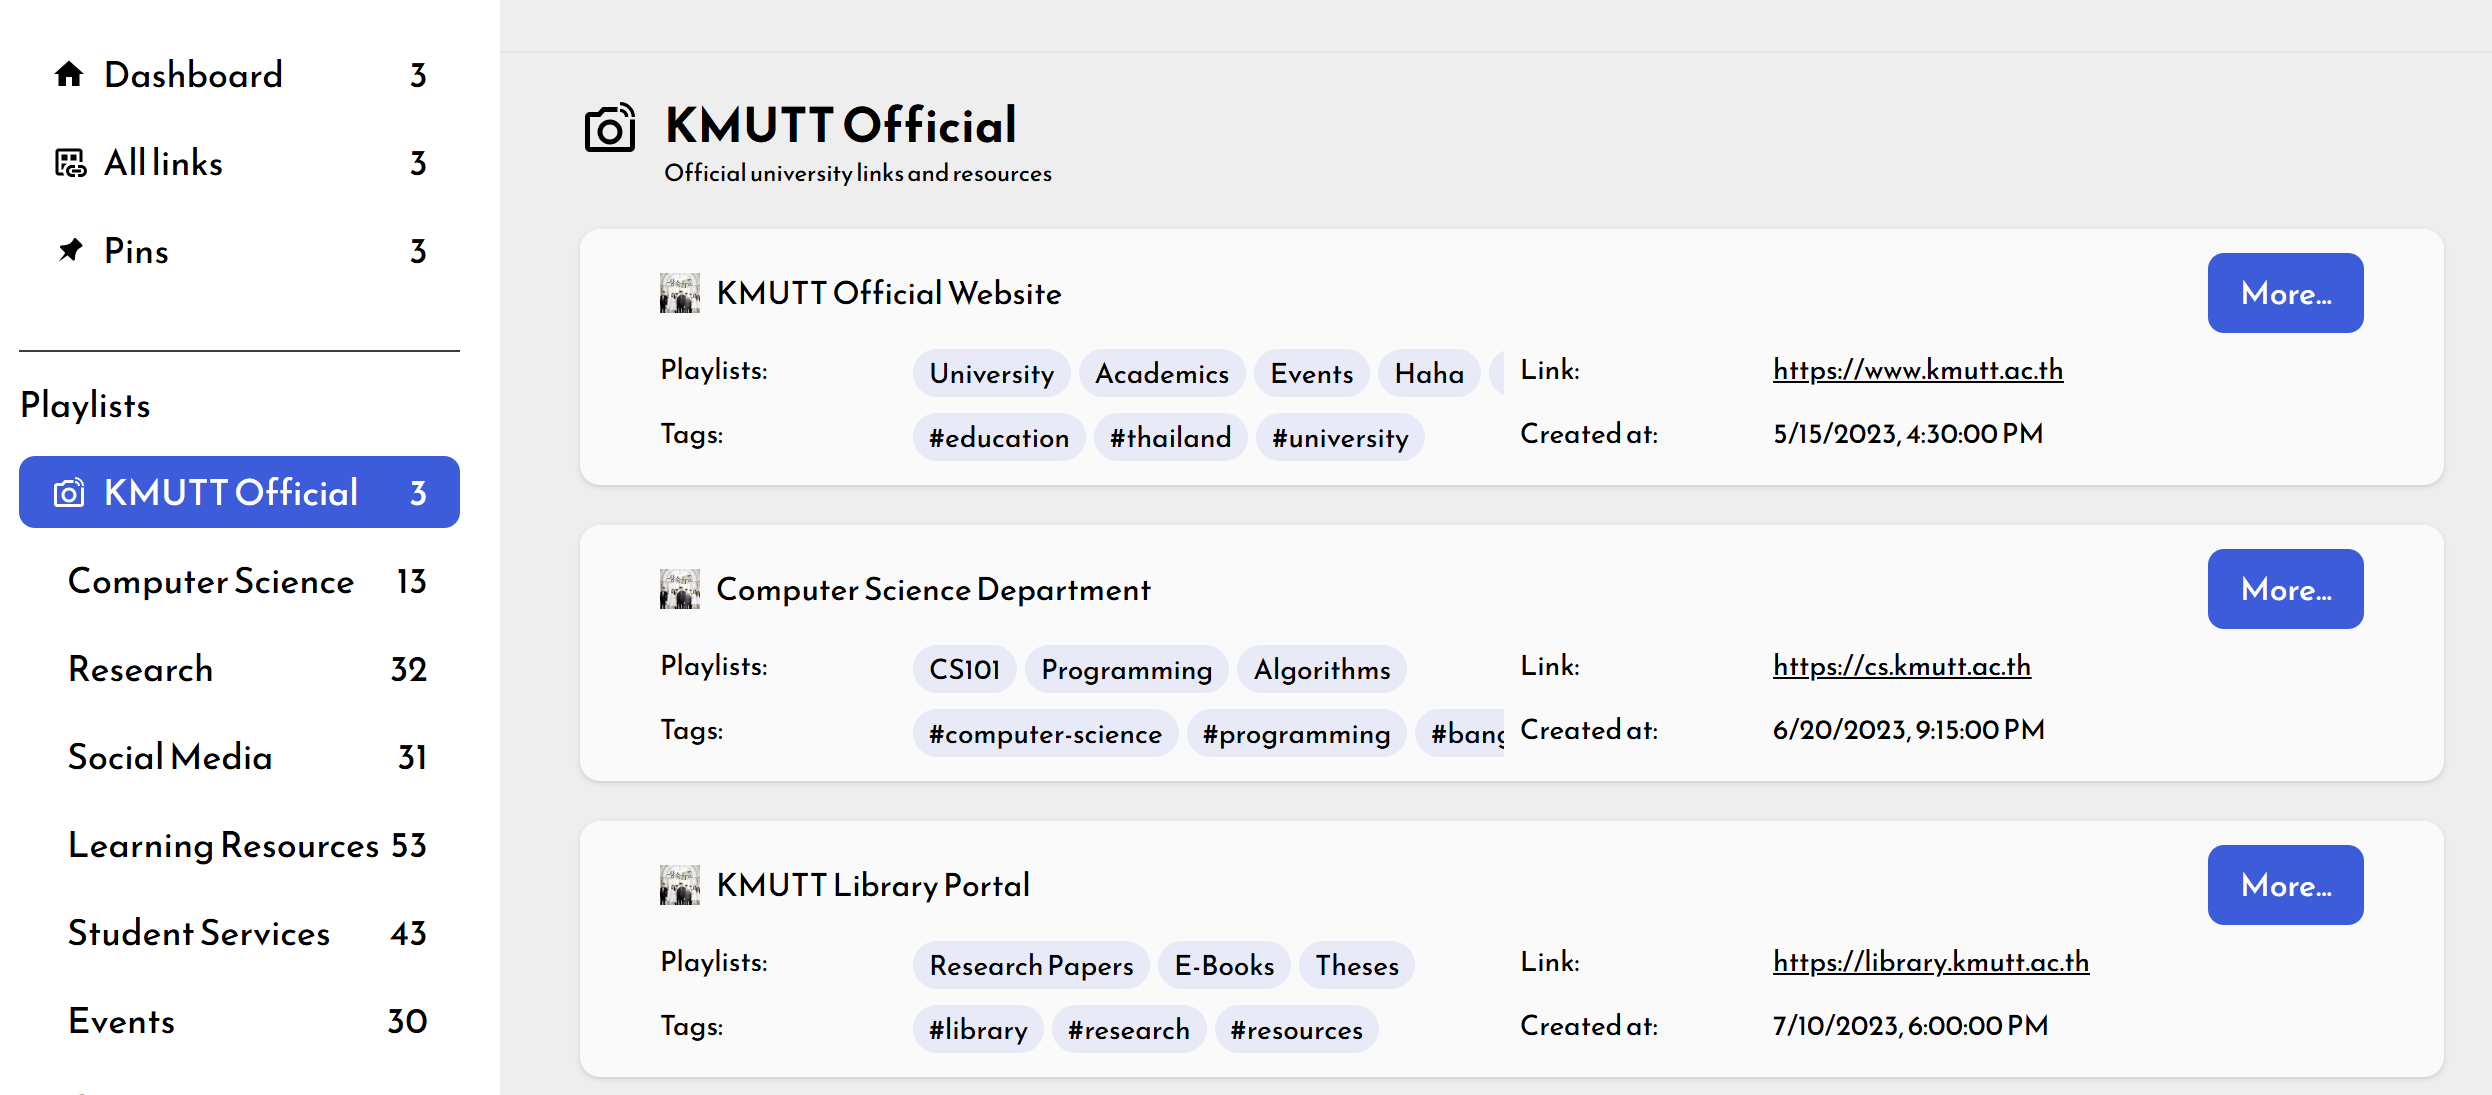 Dashboard 3
All links 3
Pins 3
Playlists
KMUTT Official 3
Computer Science 13
Research 32
Social Media 31
Learning Resources 53
Student Services 43
Events 30
KMUTT Official
Official university links and resources
KMUTT Official Website More...
Playlists: University Academics Events Haha Link: https://www.kmutt.ac.th
Tags: #education #thailand #university Created at: 5/15/2023, 4:30:00 PM
Computer Science Department More...
Playlists: CS101 Programming Algorithms Link: https://cs.kmutt.ac.th
Tags: #computer-science #programming #bang Created at: 6/20/2023, 9:15:00 PM
KMUTT Library Portal More...
Playlists: Research Papers E-Books Theses Link: https://library.kmutt.ac.th
Tags: #library #research #resources Created at: 7/10/2023, 6:00:00 PM